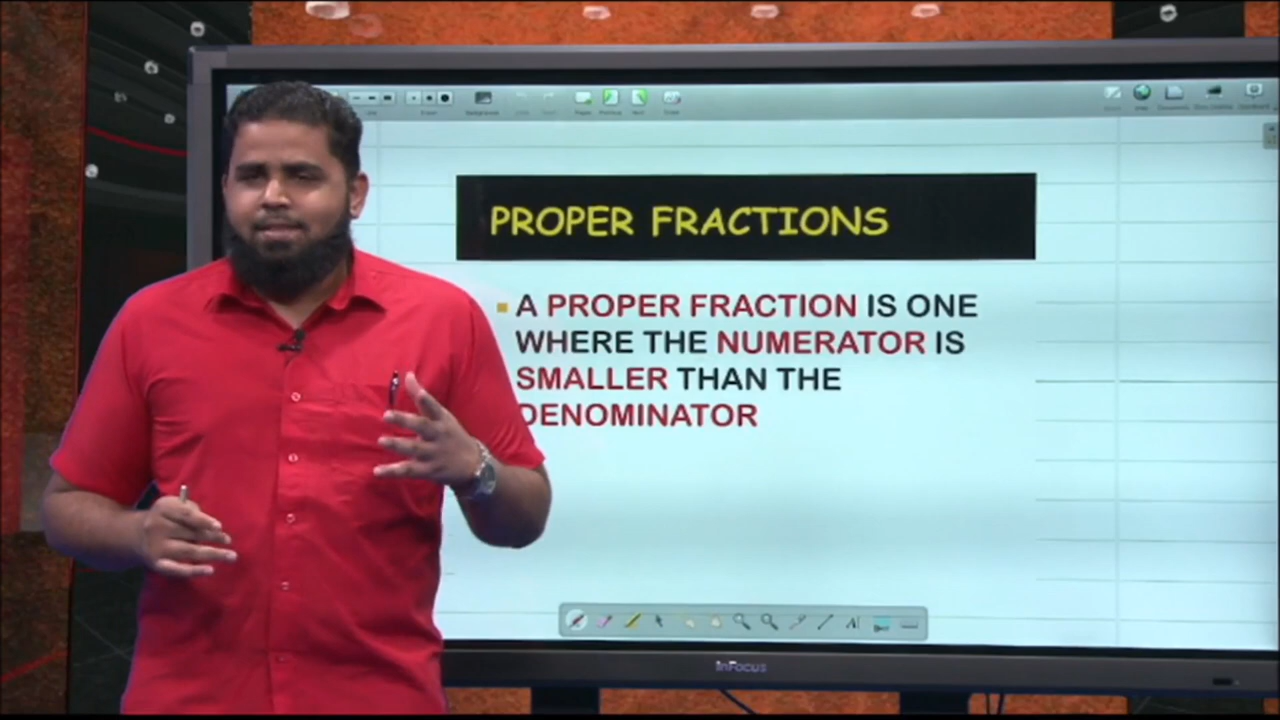 PROPER FRACTIONS
A PROPER FRACTION IS ONE
WHERE THE NUMERATOR IS
SMALLER THAN THE
DENOMINATOR
InFocus